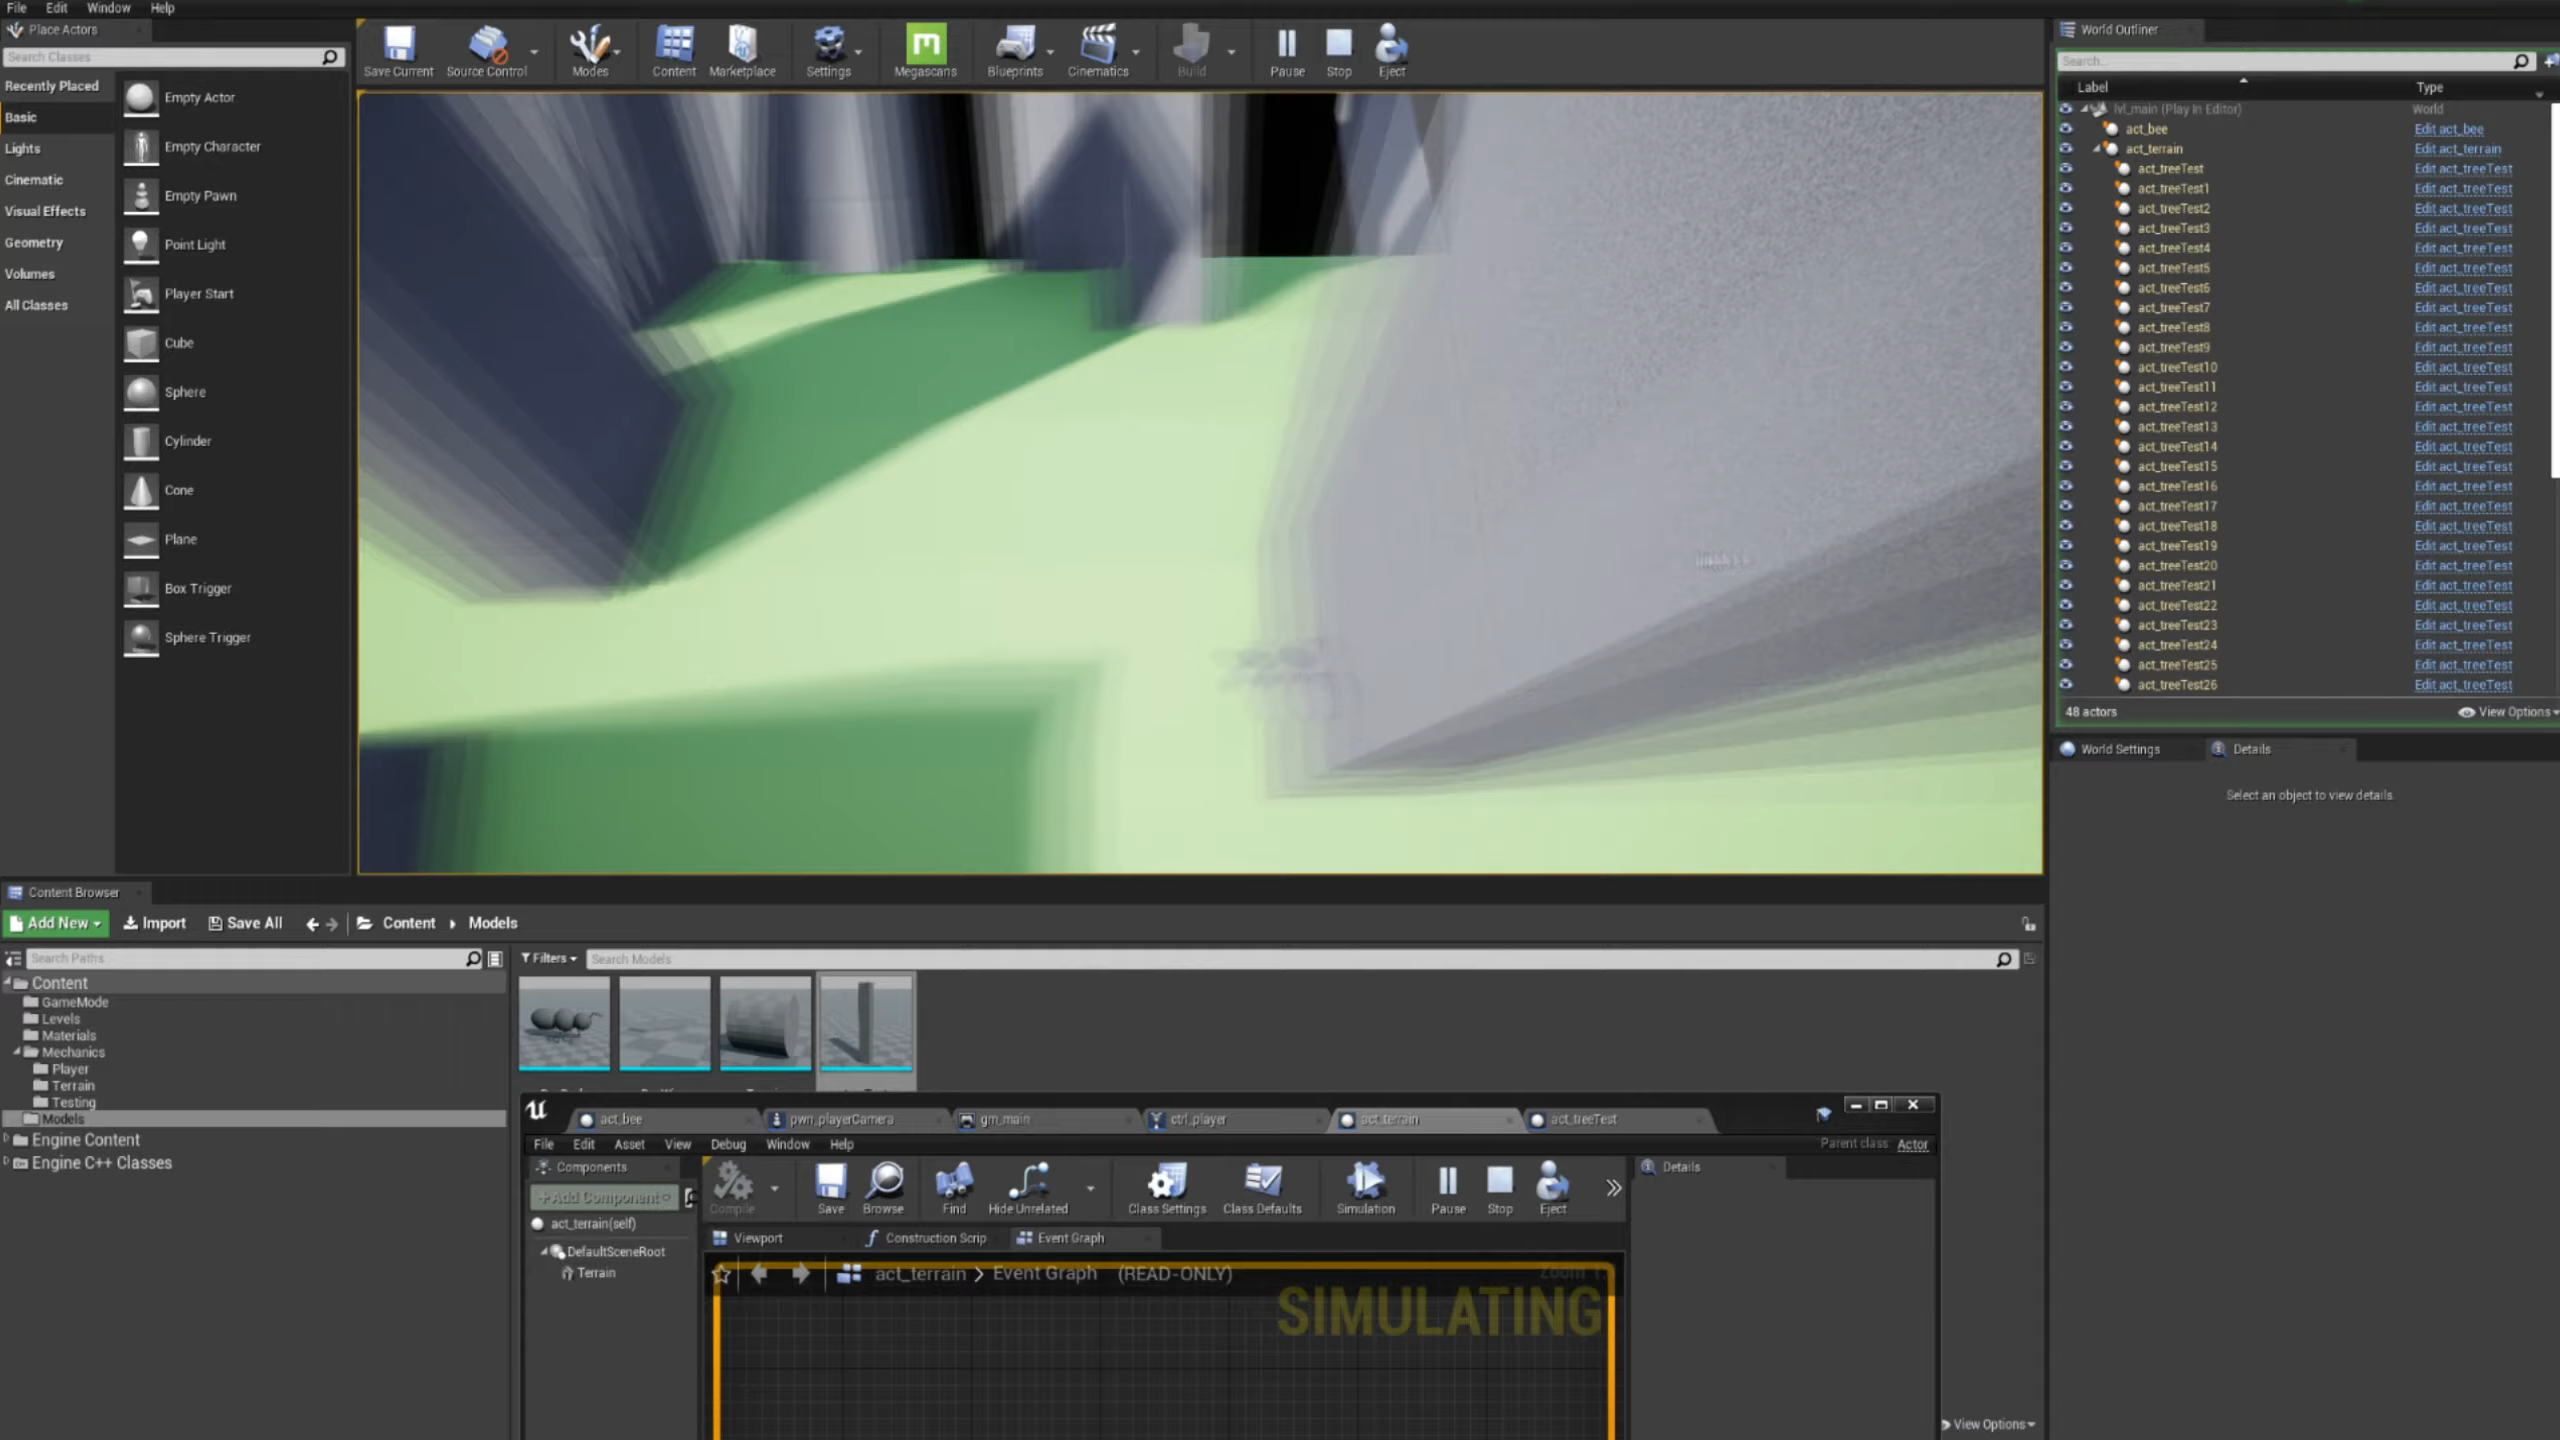 File Edit Window Help
Place Actors
Search Classes
Recently Placed
Basic
Lights
Cinematic
Visual Effects
Geometry
Volumes
All Classes
Empty Actor
Empty Character
Empty Pawn
Point Light
Player Start
Cube
Sphere
Cylinder
Cone
Plane
Box Trigger
Sphere Trigger
Save Current Source Control Modes Content Marketplace Settings Megascans Blueprints Cinematics Build Pause Stop Eject
World Outliner
Search...
Label Type
lvl_main (Play In Editor) World
act_bee Edit act_bee
act_terrain Edit act_terrain
act_treeTest Edit act_treeTest
act_treeTest1 Edit act_treeTest
act_treeTest2 Edit act_treeTest
act_treeTest3 Edit act_treeTest
act_treeTest4 Edit act_treeTest
act_treeTest5 Edit act_treeTest
act_treeTest6 Edit act_treeTest
act_treeTest7 Edit act_treeTest
act_treeTest8 Edit act_treeTest
act_treeTest9 Edit act_treeTest
act_treeTest10 Edit act_treeTest
act_treeTest11 Edit act_treeTest
act_treeTest12 Edit act_treeTest
act_treeTest13 Edit act_treeTest
act_treeTest14 Edit act_treeTest
act_treeTest15 Edit act_treeTest
act_treeTest16 Edit act_treeTest
act_treeTest17 Edit act_treeTest
act_treeTest18 Edit act_treeTest
act_treeTest19 Edit act_treeTest
act_treeTest20 Edit act_treeTest
act_treeTest21 Edit act_treeTest
act_treeTest22 Edit act_treeTest
act_treeTest23 Edit act_treeTest
act_treeTest24 Edit act_treeTest
act_treeTest25 Edit act_treeTest
act_treeTest26 Edit act_treeTest
48 actors View Options
World Settings Details
Select an object to view details.
Content Browser
Add New Import Save All Content Models
Search Paths
Filters Search Models
Content
GameMode
Levels
Materials
Mechanics
Player
Terrain
Testing
Models
Engine Content
Engine C++ Classes
act_bee pwn_playerCamera gm_main ctrl_player act_terrain act_treeTest
File Edit Asset View Debug Window Help Parent class: Actor
Components
+Add Component
act_terrain(self)
DefaultSceneRoot
Terrain
Compile Save Browse Find Hide Unrelated Class Settings Class Defaults Simulation Pause Stop Eject
Details
Viewport Construction Scrip Event Graph
act_terrain > Event Graph (READ-ONLY)
SIMULATING
View Options